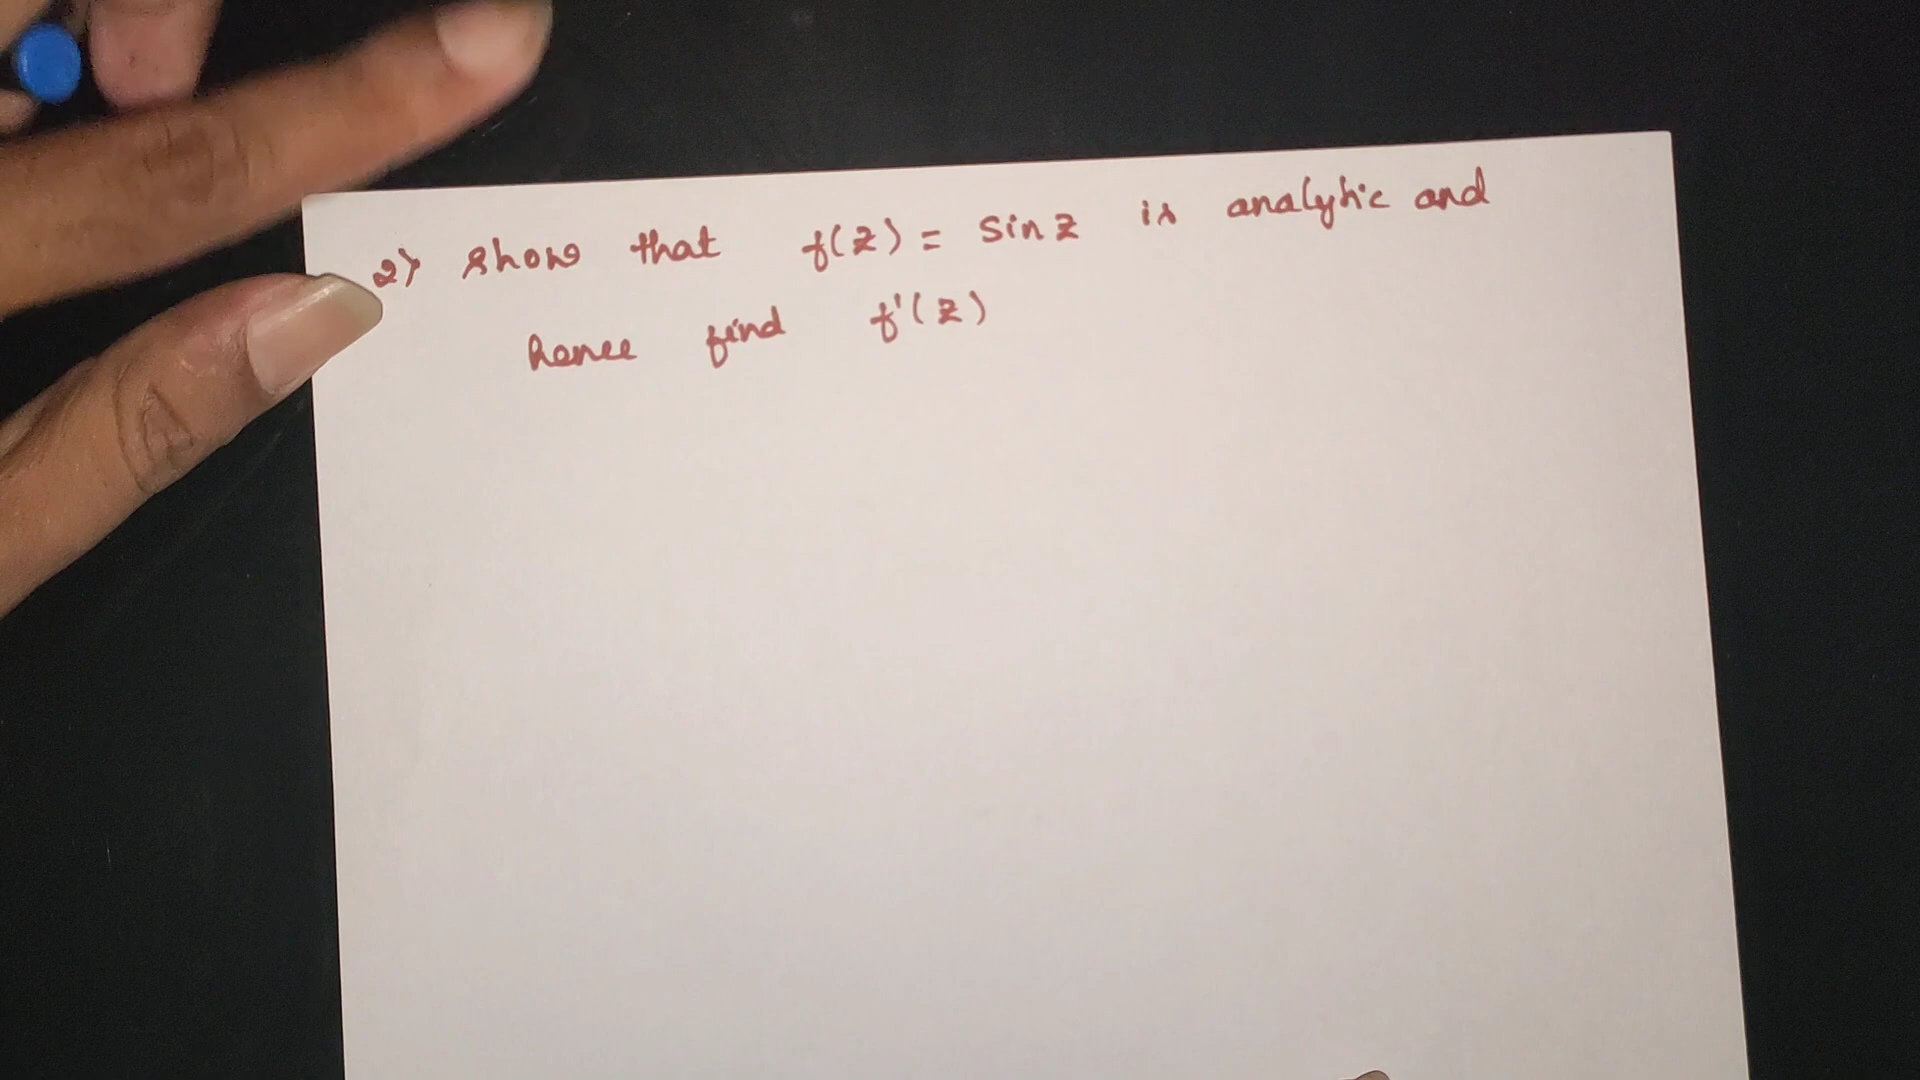 2) show that f(z) = sin z is analytic and
hence find f'(z)